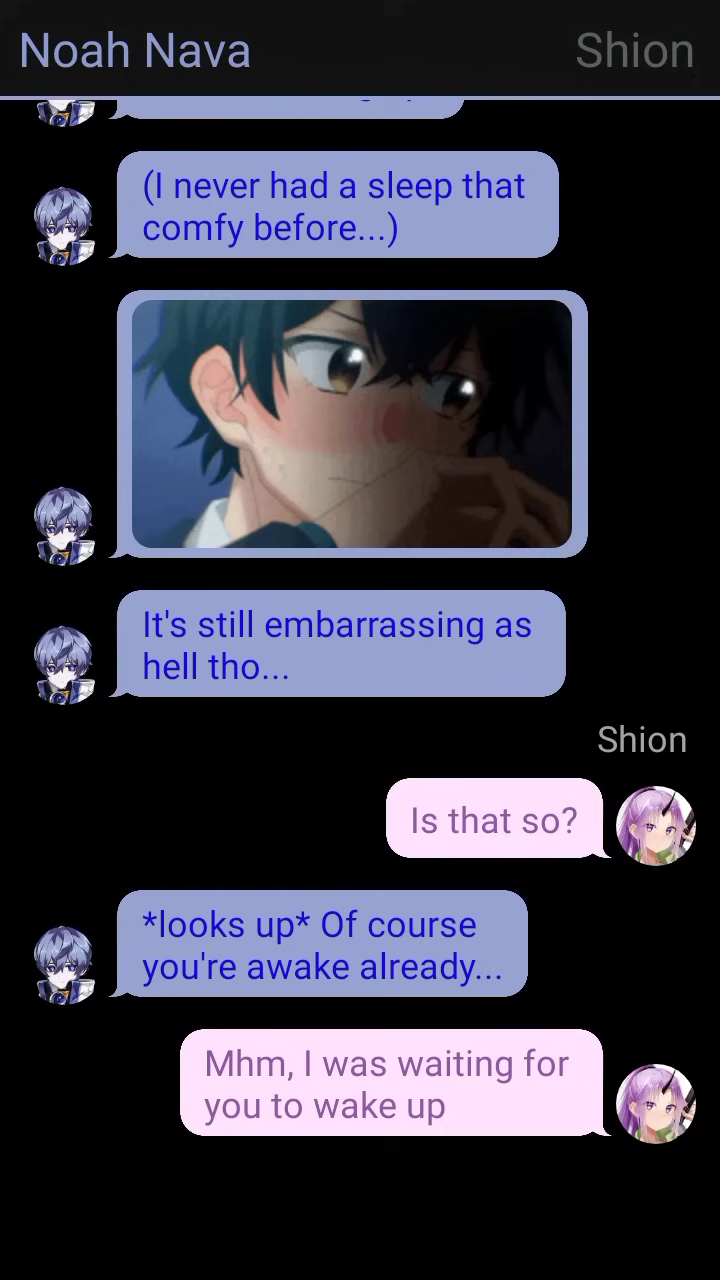 Noah Nava
Shion
(I never had a sleep that
comfy before...)
It's still embarrassing as
hell tho...
Shion
Is that so?
*looks up* Of course
you're awake already...
Mhm, I was waiting for
you to wake up